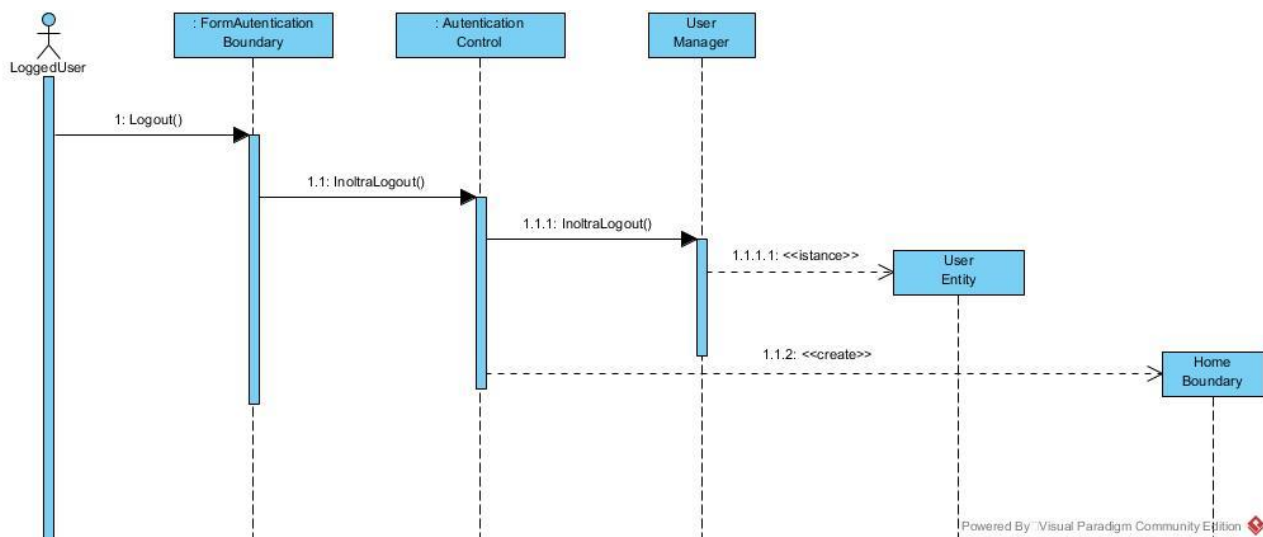 : FormAutentication
Boundary
: Autentication
Control
User
Manager
LoggedUser
1: Logout()
1.1: InoltraLogout()
1.1.1: InoltraLogout()
1.1.1.1: <<istance>>
User
Entity
1.1.2: <<create>>
Home
Boundary
Powered By Visual Paradigm Community Edition